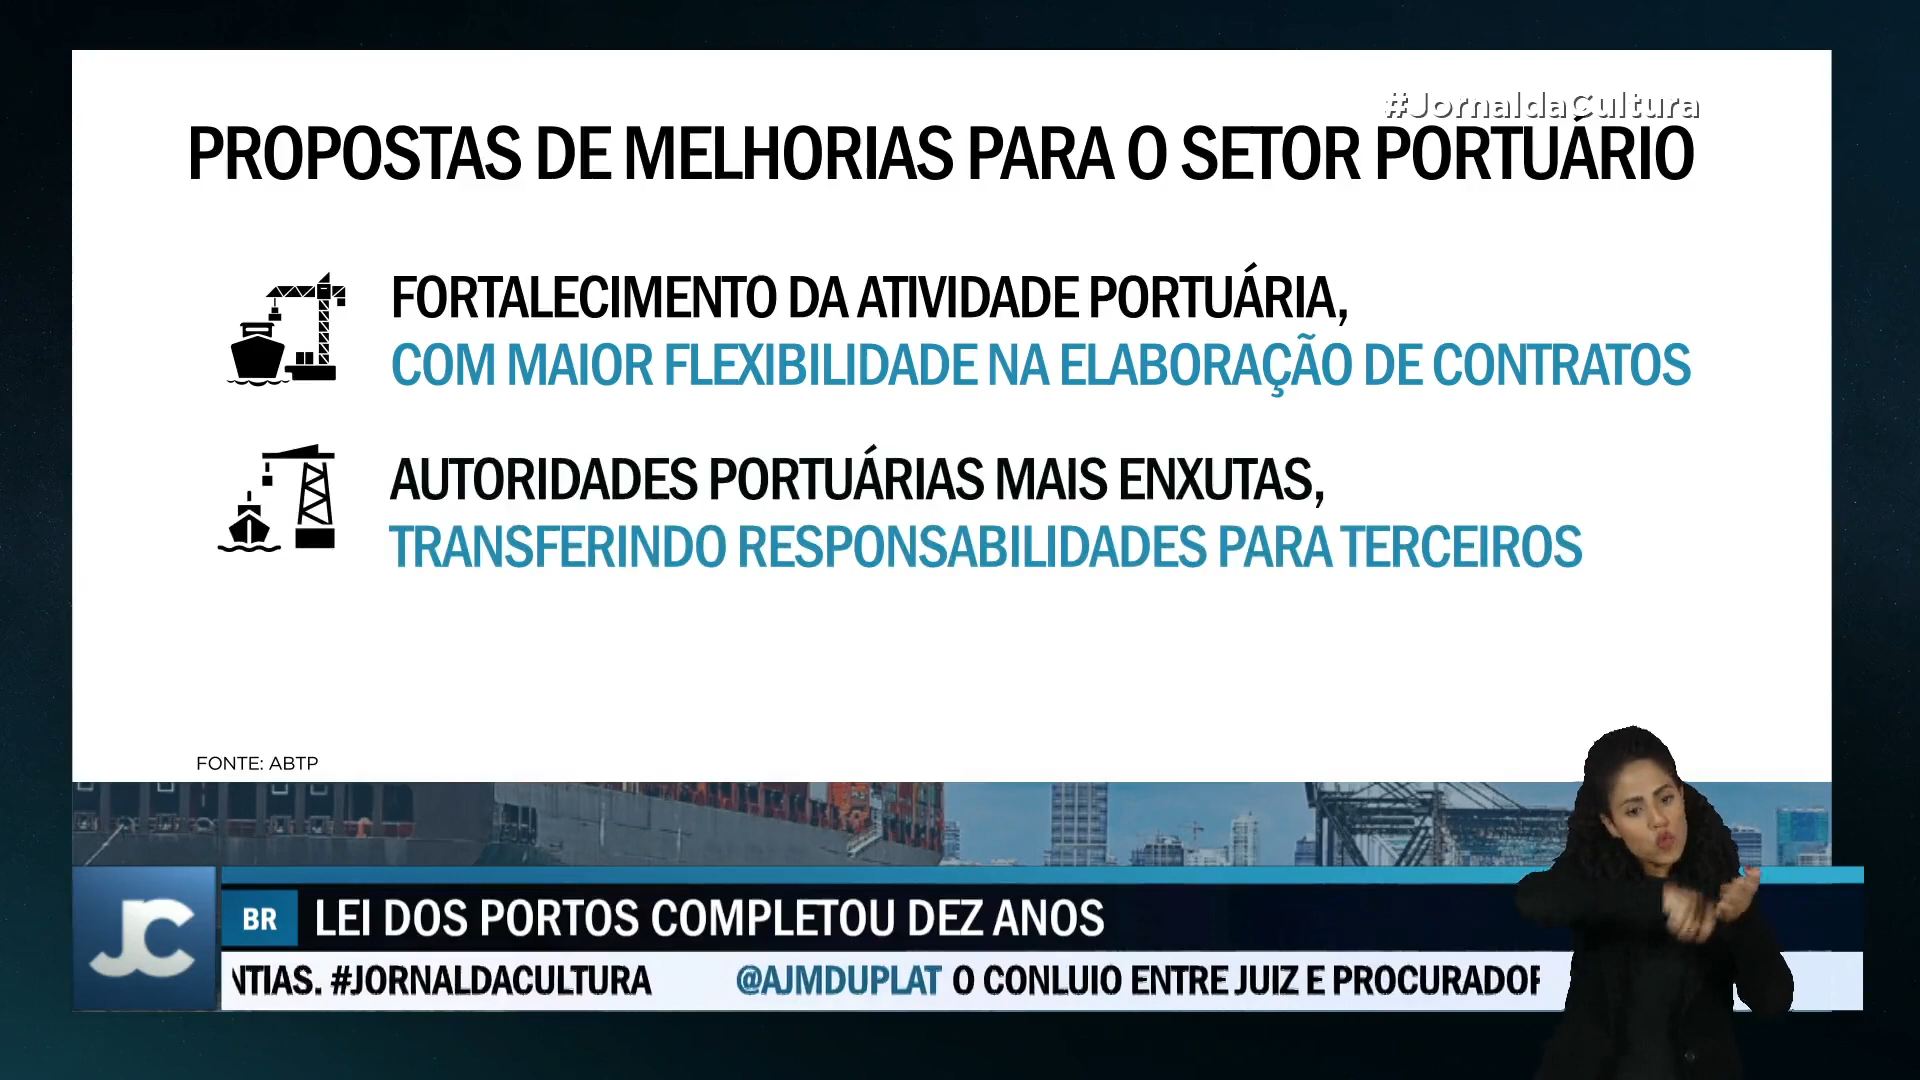 #JornaldaCultura
PROPOSTAS DE MELHORIAS PARA O SETOR PORTUÁRIO
FORTALECIMENTO DA ATIVIDADE PORTUÁRIA,
COM MAIOR FLEXIBILIDADE NA ELABORAÇÃO DE CONTRATOS
AUTORIDADES PORTUÁRIAS MAIS ENXUTAS,
TRANSFERINDO RESPONSABILIDADES PARA TERCEIROS
FONTE: ABTP
JC
BR LEI DOS PORTOS COMPLETOU DEZ ANOS
NTIAS. #JORNALDACULTURA @AJMDUPLAT O CONLUIO ENTRE JUIZ E PROCURADOR